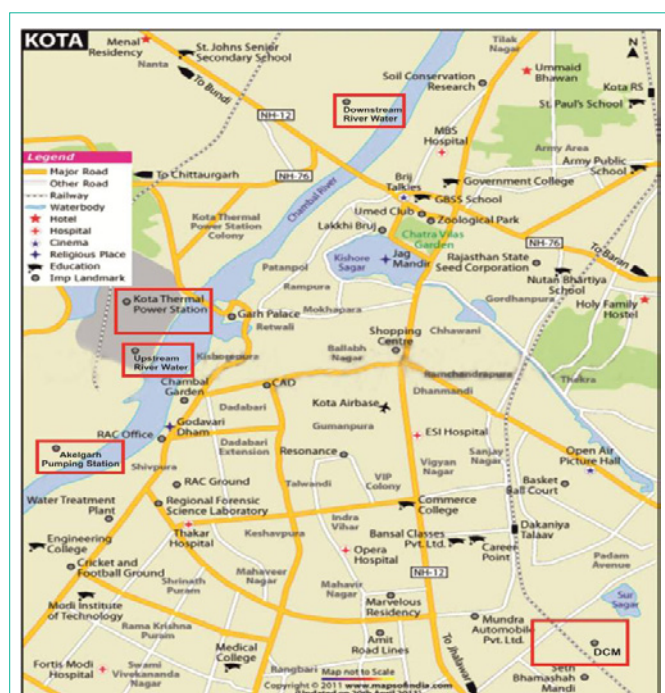 KOTA
Menal
Residency
St. Johns Senier
Secondary School
Nanta
To Bundi
Tilak
Nagar
N
Soil Conservation
Research
Ummaid
Bhawan
Kota RS
St. Paul's School
Downstream
River Water
NH-12
MBS
Hospital
Army Area
Army Public
School
Legend
Major Road
Other Road
Railway
Waterbody
Hotel
Hospital
Cinema
Religious Place
Education
Imp Landmark
To Chittaurgarh
NH-76
Chambal River
Brij
Talkies
Government College
GBSS School
Umed Club
Zoological Park
Lakkhi Bruj
Chatra Vilas
Garden
Kota Thermal
Power Station
Colony
Kishore
Sagar
Jag
Mandir
Rajasthan State
Seed Corporation
NH-76
To Baran
Patanpol
Rampura
Nutan Bhartiya
School
Gordhanpura
Kota Thermal
Power Station
Garh Palace
Retwali
Mokhapara
Holy Family
Hostel
Shopping
Centre
Chhawani
Upstream
River Water
Kishorpura
Ballabh
Nagar
Ramchandrapura
Thekra
Chambal
Garden
CAD
Dhanmandi
Dadabari
Kota Airbase
Gumanpura
RAC Office
Godavari
Dham
ESI Hospital
Akelgarh
Pumping Station
Dadabari
Extension
Shivpura
Resonance
Vigyan
Nagar
Sanjay
Nagar
Open Air
Picture Hall
RAC Ground
Talwandi
VIP
Colony
Basket
Ball Court
Water Treatment
Plant
Regional Forensic
Science Laboratory
Commerce
College
Indra
Vihar
Dakaniya
Talaav
Engineering
College
Thakar
Hospital
Keshavpura
Bansal Classes
Pvt. Ltd.
Career
Point
Opera
Hospital
Padam
Avenue
Cricket and
Football Ground
Mahaveer
Nagar
NH-12
Shrinath
Puram
Mahavir
Nagar
Sur
Sagar
Modi Institute
of Technology
Marvelous
Residency
Mundra
Automobile
Pvt. Ltd.
Rama Krishna
Puram
Amit
Road Lines
To Jhalawar
DCM
Medical
College
Fortis Modi
Hospital
Swami
Vivekananda
Nagar
Rangbari
Map not to Scale
Seth
Bhamashah
Mandi
Copyright © 2011 www.mapsofindia.com